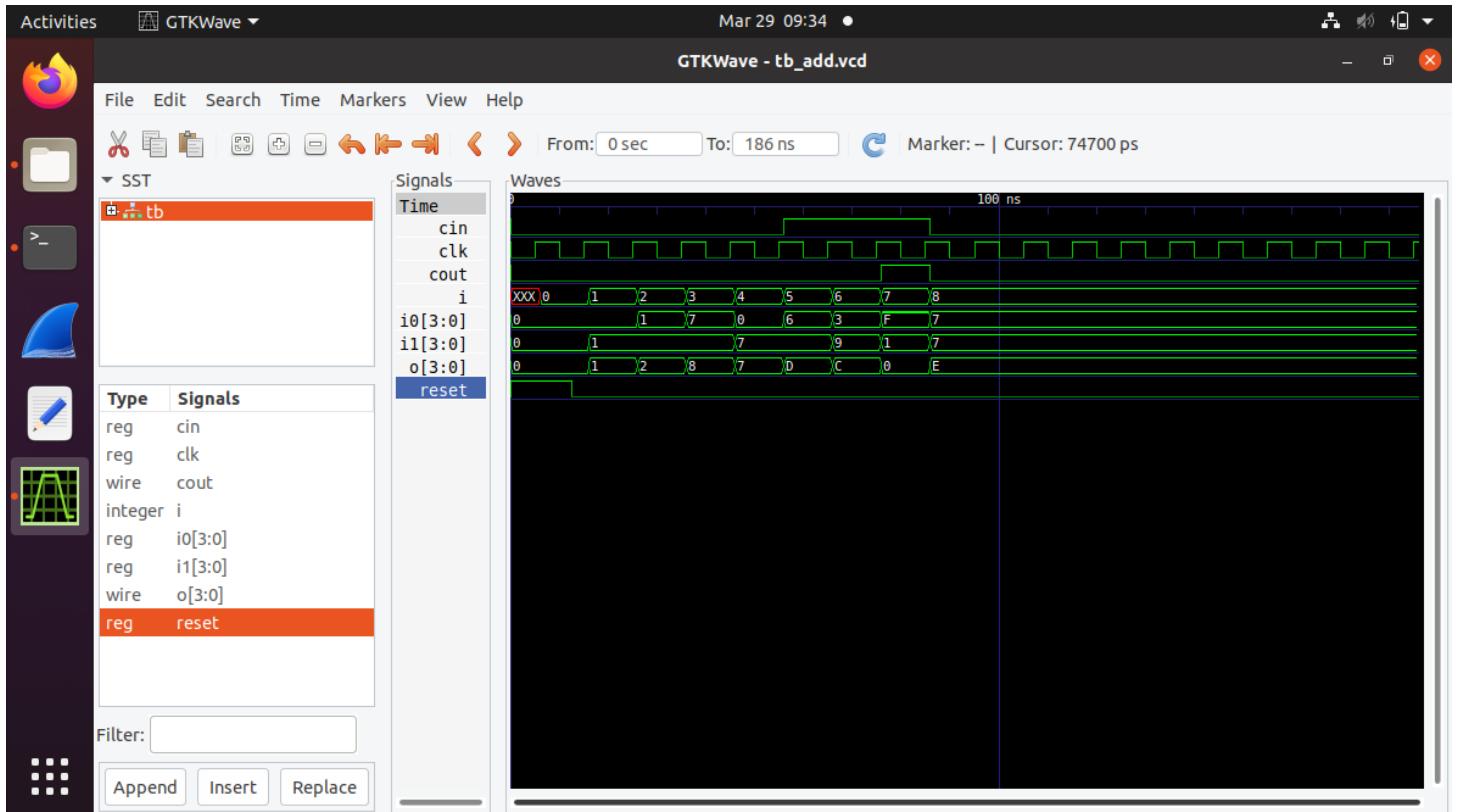 Activities GTKWave Mar 29 09:34
GTKWave - tb_add.vcd
File Edit Search Time Markers View Help
From: 0 sec To: 186 ns Marker: -- | Cursor: 74700 ps
SST
tb
Type Signals
reg cin
reg clk
wire cout
integer i
reg i0[3:0]
reg i1[3:0]
wire o[3:0]
reg reset
Filter:
Append Insert Replace
Signals
Time
cin
clk
cout
i
i0[3:0]
i1[3:0]
o[3:0]
reset
Waves
0 100 ns
XXX 0 1 2 3 4 5 6 7 8
0 1 7 0 6 3 F 7
0 1 7 9 1 7
0 1 2 8 7 D C 0 E